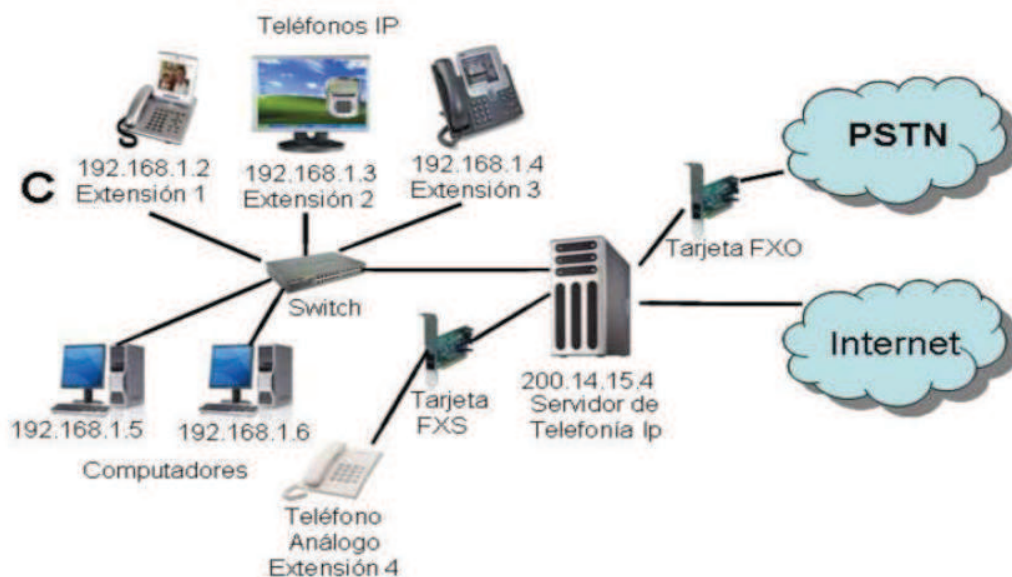 Teléfonos IP
192.168.1.2
Extensión 1
192.168.1.3
Extensión 2
192.168.1.4
Extensión 3
C
PSTN
Tarjeta FXO
Switch
Internet
192.168.1.5
192.168.1.6
Computadores
Tarjeta
FXS
200.14.15.4
Servidor de
Telefonía Ip
Teléfono
Análogo
Extensión 4